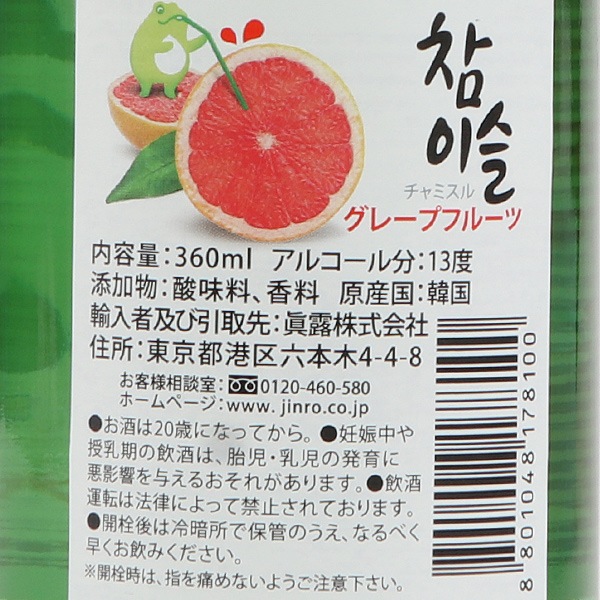 참
이슬
チャミスル
グレープフルーツ
内容量:360ml アルコール分:13度
添加物:酸味料、香料 原産国:韓国
輸入者及び引取先:眞露株式会社
住所:東京都港区六本木4-4-8
お客様相談室:0120-460-580
ホームページ:www.jinro.co.jp
●お酒は20歳になってから。●妊娠中や
授乳期の飲酒は、胎児・乳児の発育に
悪影響を与えるおそれがあります。●飲酒
運転は法律によって禁止されております。
●開栓後は冷暗所で保管のうえ、なるべく
早くお飲みください。
※開栓時は、指を痛めないようご注意下さい。
8 801048 178100